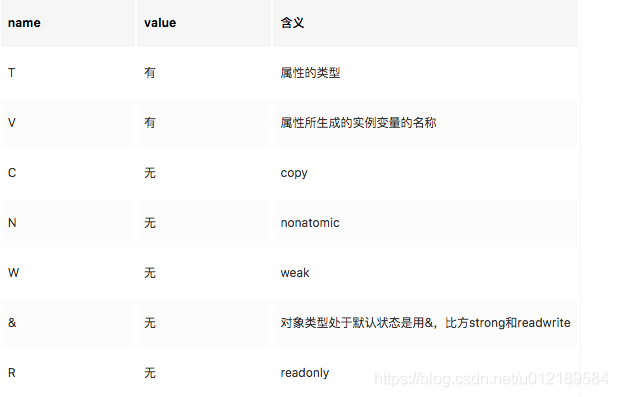 name value 含义
T 有 属性的类型
V 有 属性所生成的实例变量的名称
C 无 copy
N 无 nonatomic
W 无 weak
& 无 对象类型处于默认状态是用&，比方strong和readwrite
R 无 readonly
https://blog.csdn.net/u012189584